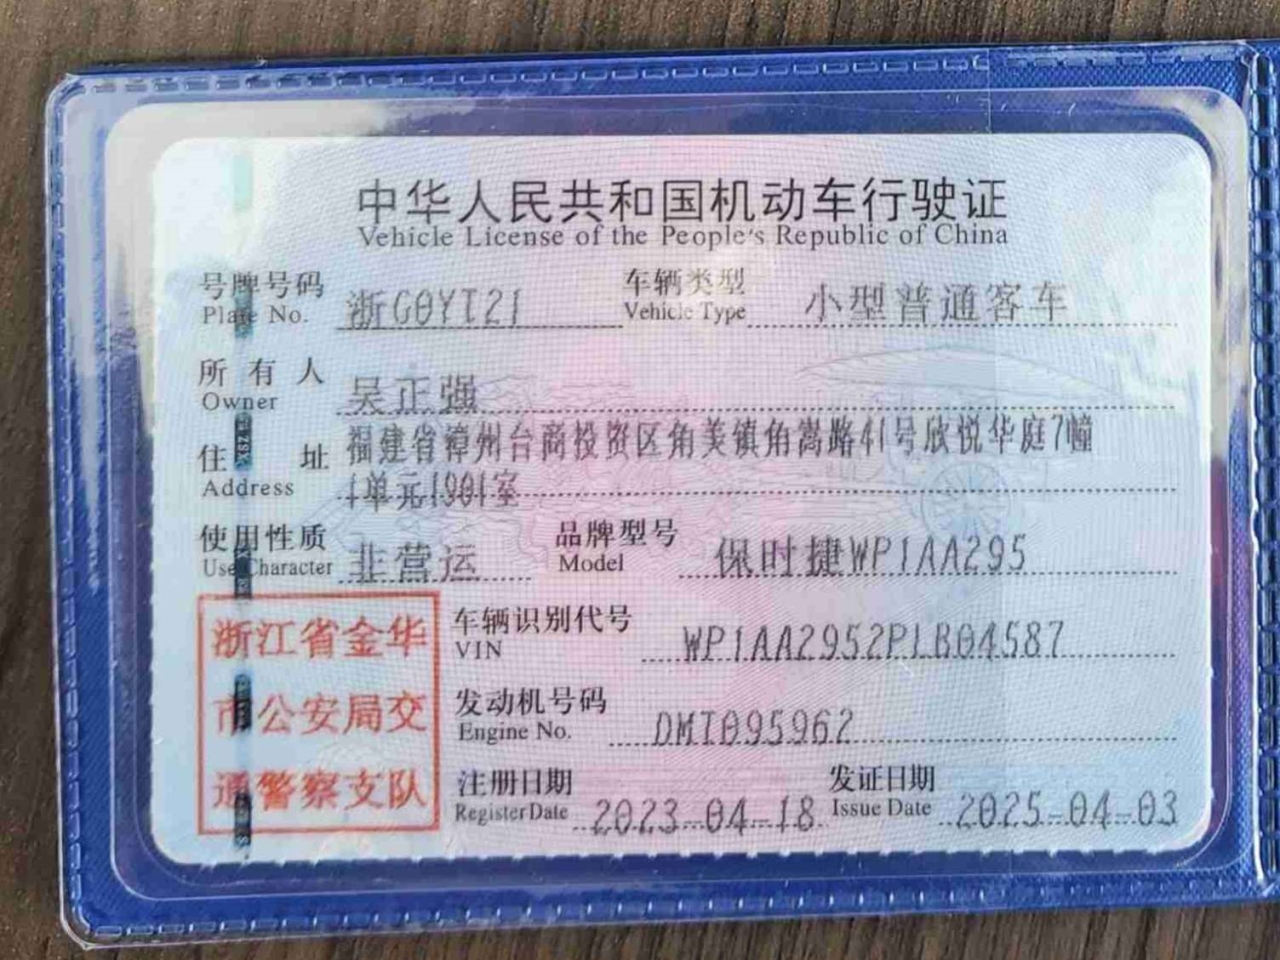 中华人民共和国机动车行驶证
Vehicle License of the People's Republic of China
号牌号码 浙G0YT21 车辆类型 小型普通客车
Plate No. Vehicle Type
所有人 吴正强
Owner
住址 福建省漳州台商投资区角美镇角嵩路41号欣悦华庭7幢
Address 1单元1901室
使用性质 非营运 品牌型号 保时捷WP1AA295
Use Character Model
浙江省金华
市公安局交
通警察支队
车辆识别代号 WP1AA2952PLB04587
VIN
发动机号码 DMT095962
Engine No.
注册日期 2023-04-18 发证日期 2025-04-03
Register Date Issue Date